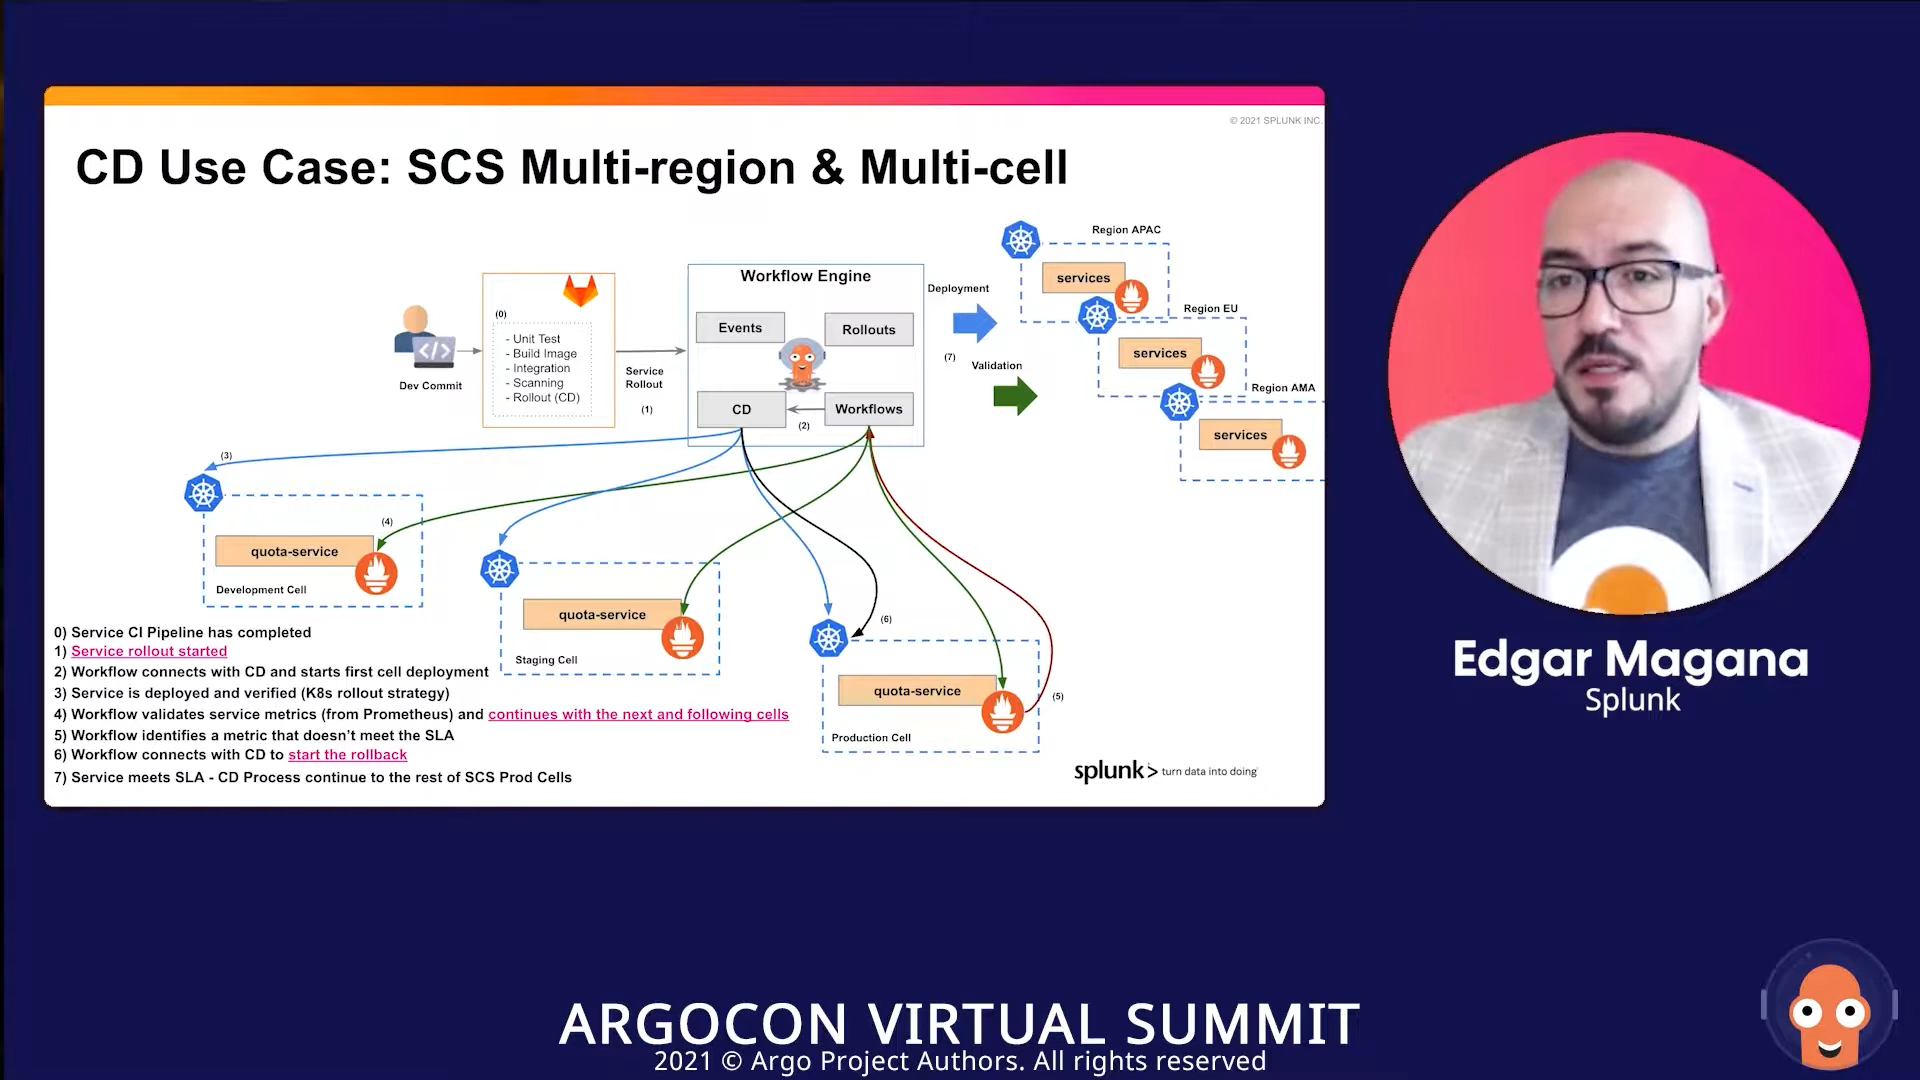 © 2021 SPLUNK INC.
CD Use Case: SCS Multi-region & Multi-cell
Dev Commit
(0)
- Unit Test
- Build Image
- Integration
- Scanning
- Rollout (CD)
Service
Rollout
(1)
Workflow Engine
Events
Rollouts
CD
(2)
Workflows
Deployment
(7)
Validation
Region APAC
services
Region EU
services
Region AMA
services
(3)
(4)
quota-service
Development Cell
quota-service
Staging Cell
(6)
quota-service
(5)
Production Cell
0) Service CI Pipeline has completed
1) Service rollout started
2) Workflow connects with CD and starts first cell deployment
3) Service is deployed and verified (K8s rollout strategy)
4) Workflow validates service metrics (from Prometheus) and continues with the next and following cells
5) Workflow identifies a metric that doesn't meet the SLA
6) Workflow connects with CD to start the rollback
7) Service meets SLA - CD Process continue to the rest of SCS Prod Cells
splunk> turn data into doing
Edgar Magana
Splunk
ARGOCON VIRTUAL SUMMIT
2021 © Argo Project Authors. All rights reserved